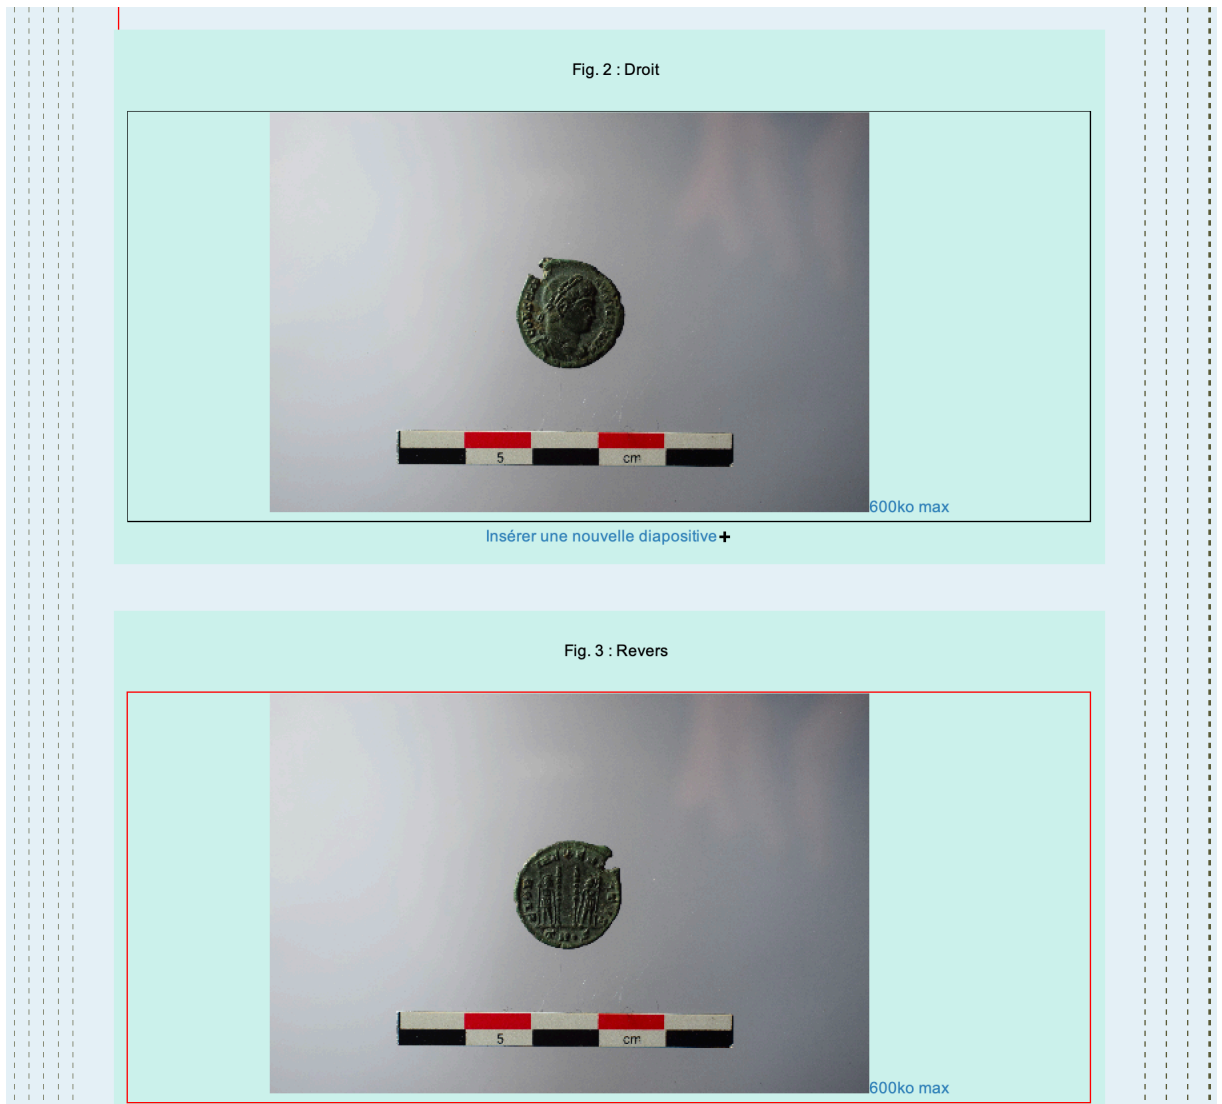 Fig. 2 : Droit
5 cm
600ko max
Insérer une nouvelle diapositive
Fig. 3 : Revers
5 cm
600ko max